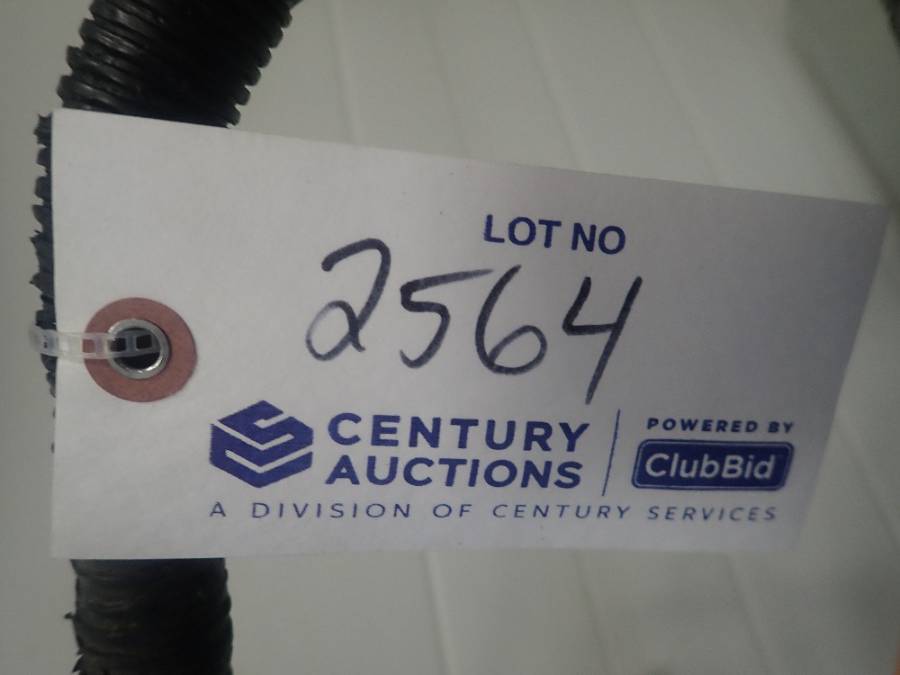 LOT NO
2564
CENTURY
AUCTIONS
POWERED BY
ClubBid
A DIVISION OF CENTURY SERVICES